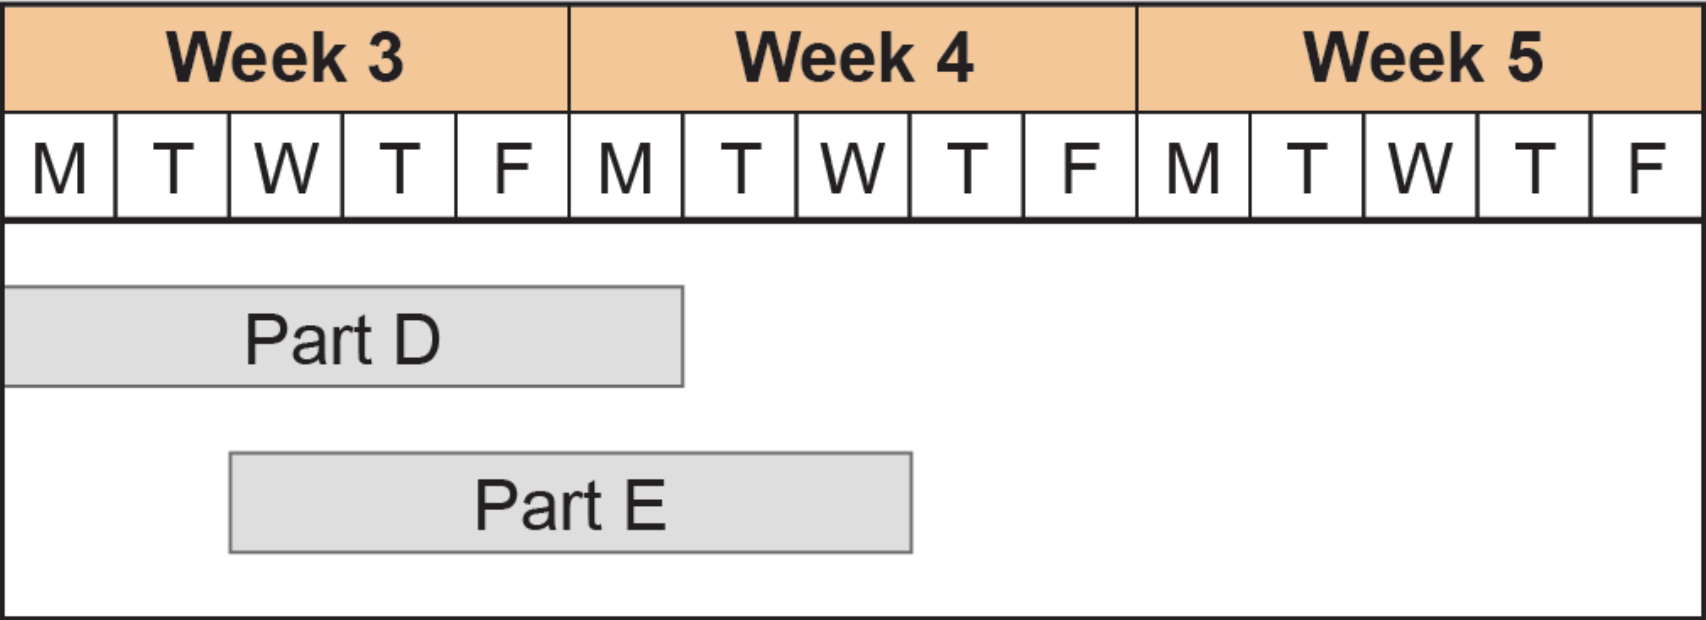 Week 3 Week 4 Week 5
M T W T F M T W T F M T W T F
Part D
Part E